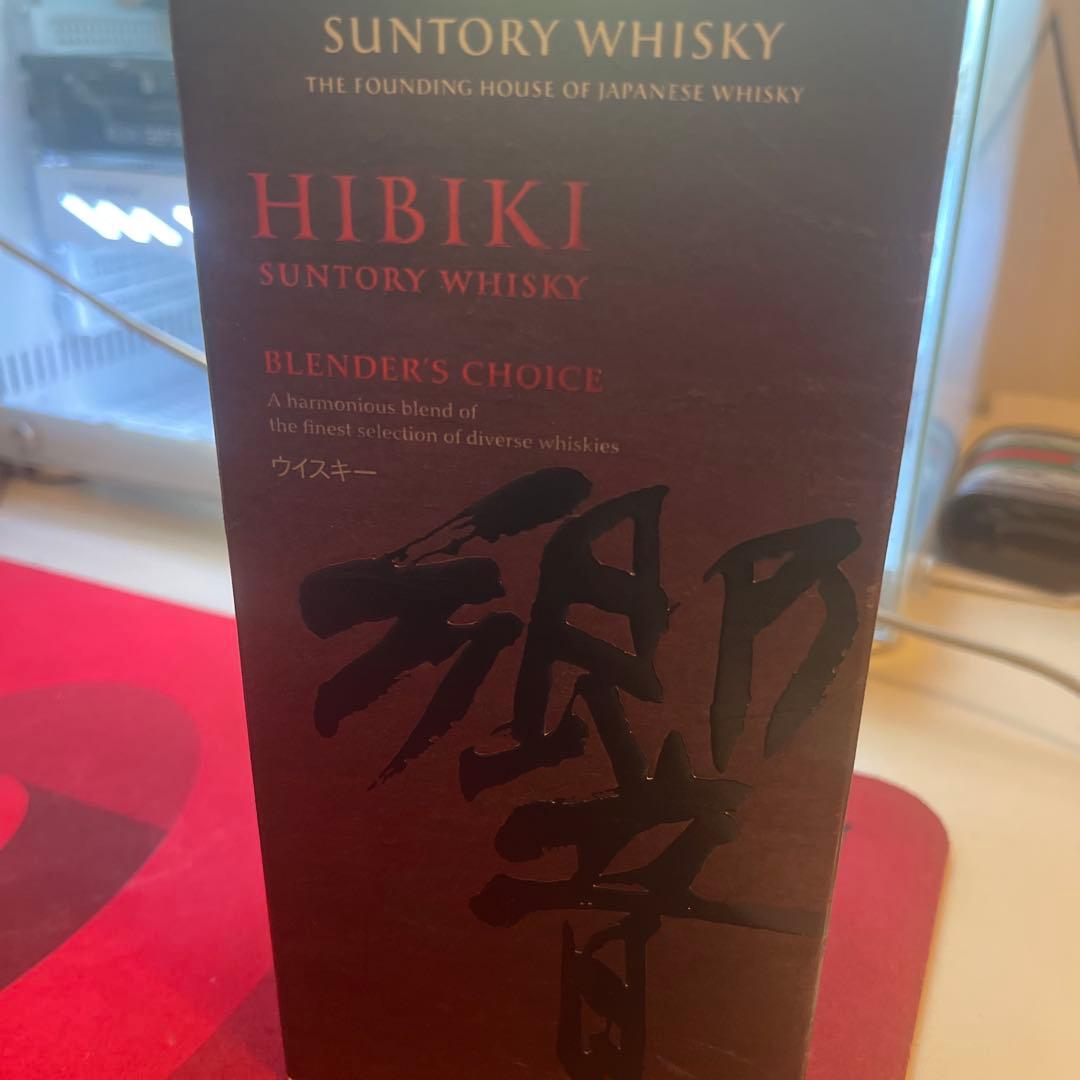 SUNTORY WHISKY
THE FOUNDING HOUSE OF JAPANESE WHISKY
HIBIKI
SUNTORY WHISKY
BLENDER'S CHOICE
A harmonious blend of
the finest selection of diverse whiskies
ウイスキー
響